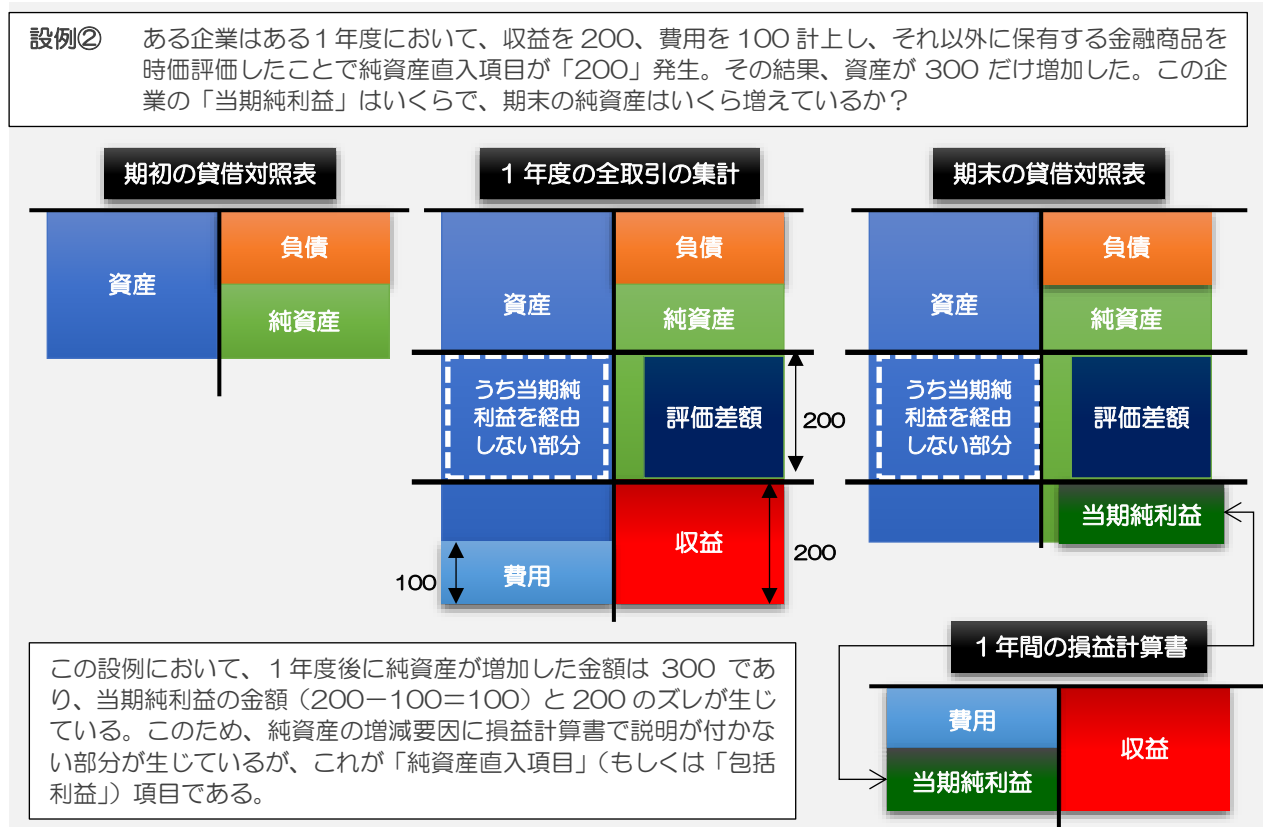 設例② ある企業はある1年度において、収益を200、費用を100計上し、それ以外に保有する金融商品を
時価評価したことで純資産直入項目が「200」発生。その結果、資産が300だけ増加した。この企
業の「当期純利益」はいくらで、期末の純資産はいくら増えているか？
期初の貸借対照表
資産
負債
純資産
1年度の全取引の集計
資産
負債
純資産
うち当期純
利益を経由
しない部分
評価差額
200
費用
100
収益
200
期末の貸借対照表
資産
負債
純資産
うち当期純
利益を経由
しない部分
評価差額
当期純利益
この設例において、1年度後に純資産が増加した金額は300であ
り、当期純利益の金額（200－100＝100）と200のズレが生じ
ている。このため、純資産の増減要因に損益計算書で説明が付かな
い部分が生じているが、これが「純資産直入項目」（もしくは「包括
利益」）項目である。
1年間の損益計算書
費用
当期純利益
収益